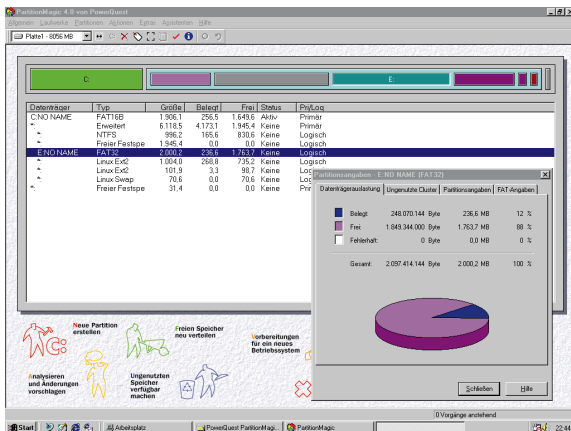 PartitionMagic 4.0 von PowerQuest
Allgemein Laufwerke Partitionen Aktionen Extras Assistenten Hilfe
Platte1 - 8056 MB
C: E:
Datenträger Typ Größe Belegt Frei Status Pri/Log
C:NO NAME FAT16B 1.906,1 256,5 1.649,6 Aktiv Primär
*: Erweitert 6.118,5 4.173,1 1.945,4 Keine Primär
*: NTFS 996,2 165,6 830,6 Keine Logisch
*: Freier Festspe 1.945,4 0,0 0,0 Keine Logisch
E:NO NAME FAT32 2.000,2 236,6 1.763,7 Keine Logisch
*: Linux Ext2 1.004,0 268,8 735,2 Keine Log
*: Linux Ext2 101,9 3,3 98,7 Keine Log
*: Linux Swap 70,6 0,0 70,6 Keine Log
*: Freier Festspe 31,4 0,0 0,0 Keine Pri
Partitionsangaben - E:NO NAME (FAT32)
Datenträgerauslastung Ungenutzte Cluster Partitionsangaben FAT Angaben
Belegt: 248.070.144 Byte 236,6 MB 12 %
Frei: 1.849.344.000 Byte 1.763,7 MB 88 %
Fehlerhaft: 0 Byte 0,0 MB 0 %
Gesamt: 2.097.414.144 Byte 2.000,2 MB 100 %
Schließen Hilfe
Neue Partition
erstellen
Freien Speicher
neu verteilen
Vorbereitungen
für ein neues
Betriebssystem
Analysieren
und Änderungen
vorschlagen
Ungenutzten
Speicher
verfügbar
machen
0 Vorgänge anstehend
Start Arbeitsplatz PowerQuest PartitionMagi... PartitionMagic 22:44